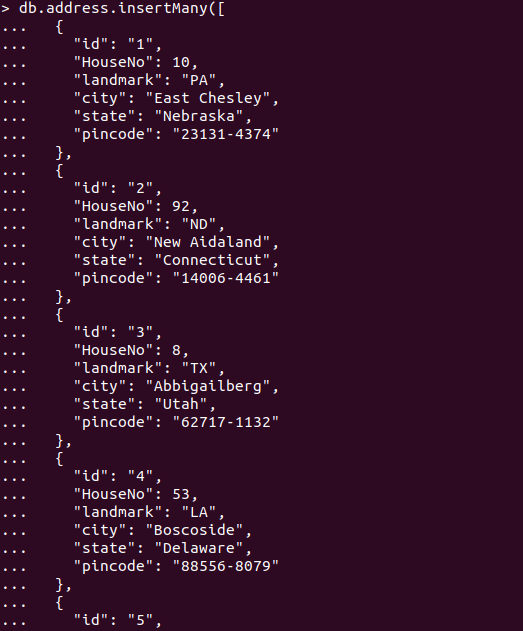 > db.address.insertMany([
...   {
...     "id": "1",
...     "HouseNo": 10,
...     "landmark": "PA",
...     "city": "East Chesley",
...     "state": "Nebraska",
...     "pincode": "23131-4374"
...   },
...   {
...     "id": "2",
...     "HouseNo": 92,
...     "landmark": "ND",
...     "city": "New Aidaland",
...     "state": "Connecticut",
...     "pincode": "14006-4461"
...   },
...   {
...     "id": "3",
...     "HouseNo": 8,
...     "landmark": "TX",
...     "city": "Abbigailberg",
...     "state": "Utah",
...     "pincode": "62717-1132"
...   },
...   {
...     "id": "4",
...     "HouseNo": 53,
...     "landmark": "LA",
...     "city": "Boscoside",
...     "state": "Delaware",
...     "pincode": "88556-8079"
...   },
...   {
...     "id": "5",